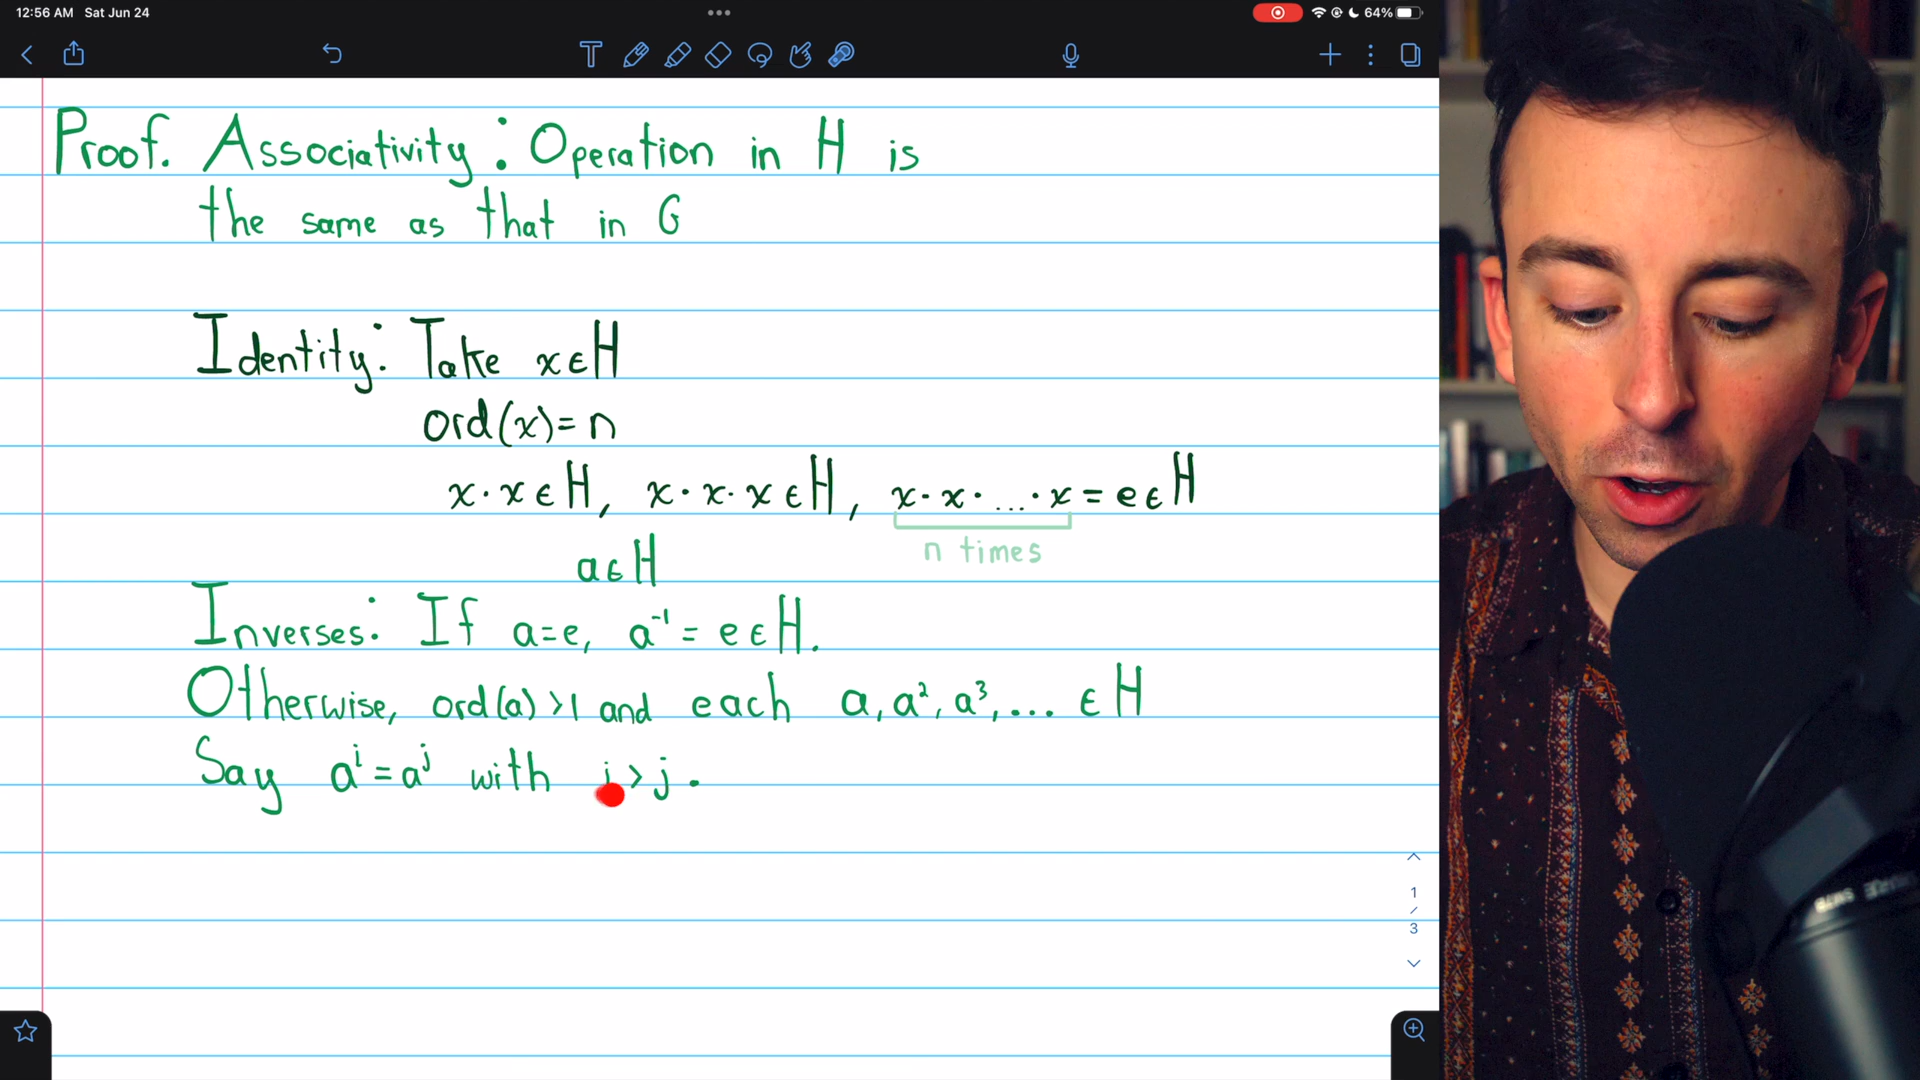 12:56 AM Sat Jun 24
64%
Proof. Associativity: Operation in H is
the same as that in G
Identity: Take x∈H
ord(x)=n
x·x∈H, x·x·x∈H, x·x·...·x=e∈H
n times
a∈H
Inverses: If a=e, a⁻¹=e∈H.
Otherwise, ord(a)>1 and each a, a², a³,... ∈H
Say aⁱ=aʲ with i>j.
1
/
3